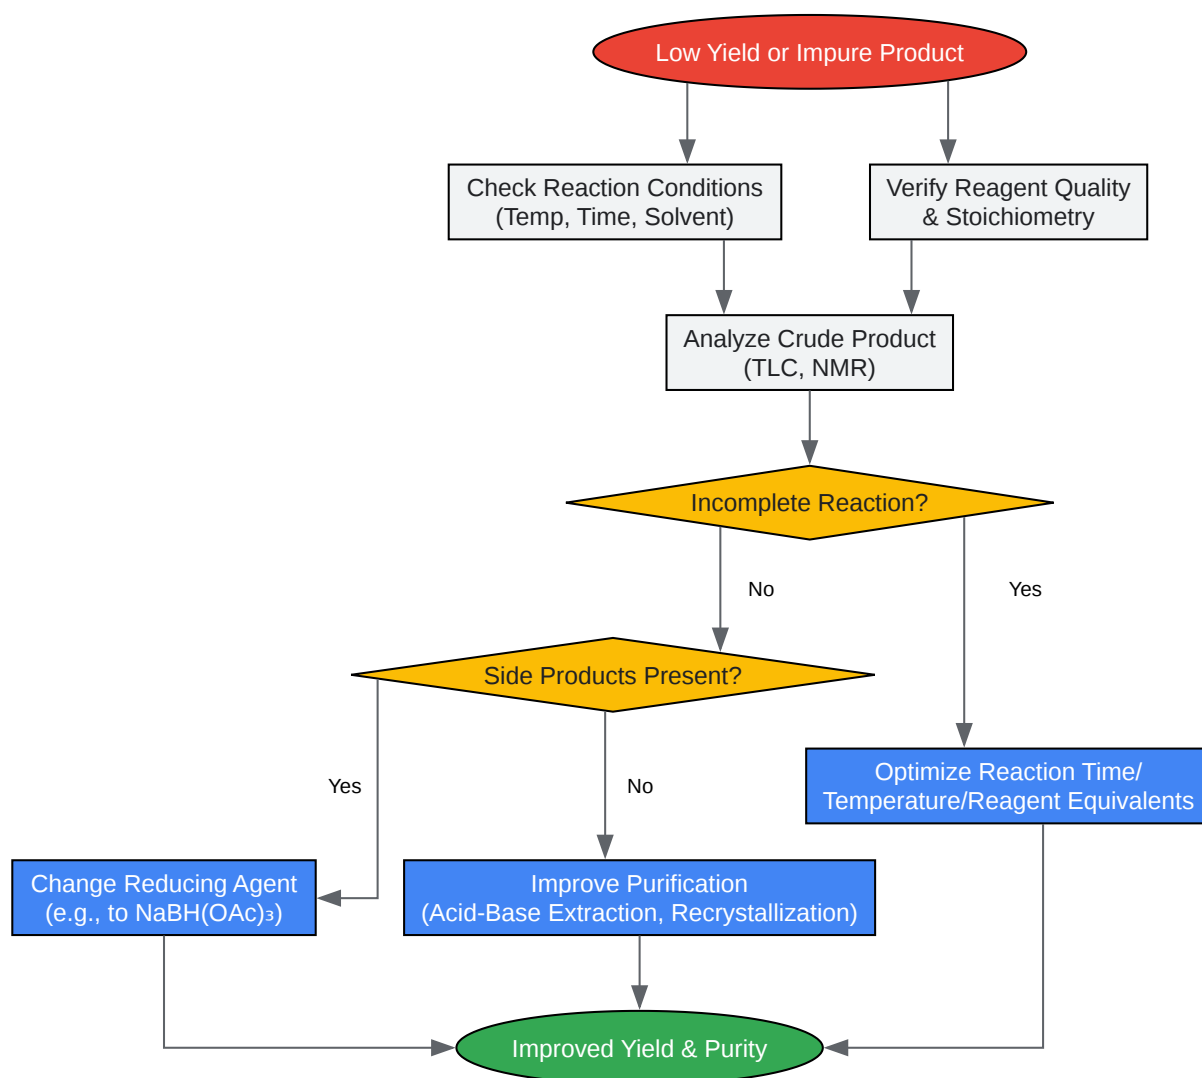 Low Yield or Impure Product
Check Reaction Conditions
(Temp, Time, Solvent)
Verify Reagent Quality
& Stoichiometry
Analyze Crude Product
(TLC, NMR)
Incomplete Reaction?
No
Yes
Side Products Present?
Optimize Reaction Time/
Temperature/Reagent Equivalents
Yes
No
Change Reducing Agent
(e.g., to NaBH(OAc)₃)
Improve Purification
(Acid-Base Extraction, Recrystallization)
Improved Yield & Purity